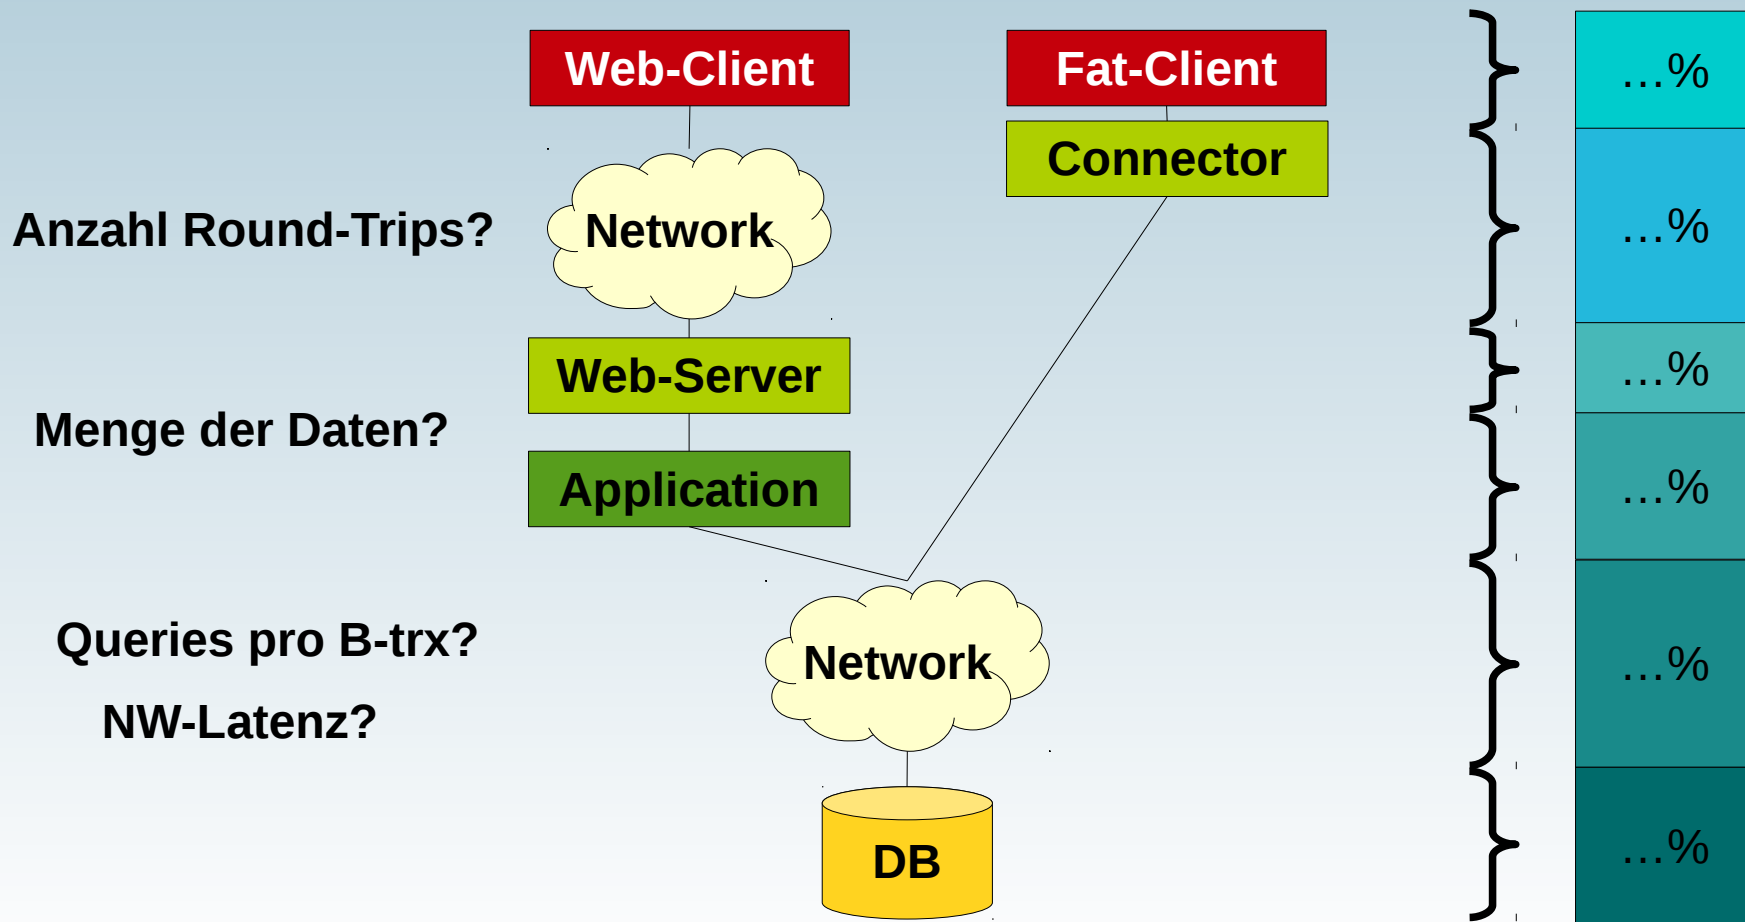 Web-Client
Fat-Client
…%
Connector
Anzahl Round-Trips?
Network
…%
Web-Server
…%
Menge der Daten?
Application
…%
Queries pro B-trx?
Network
…%
NW-Latenz?
DB
…%